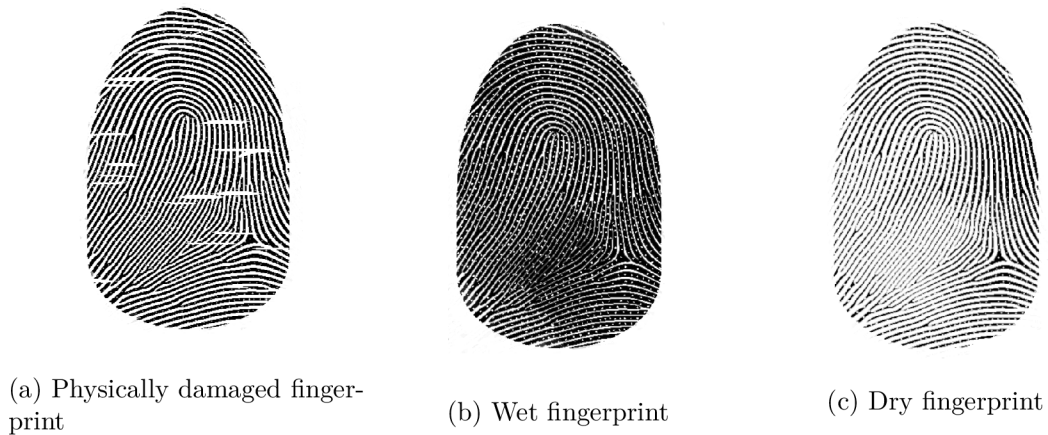 (a) Physically damaged finger-
print
(b) Wet fingerprint
(c) Dry fingerprint